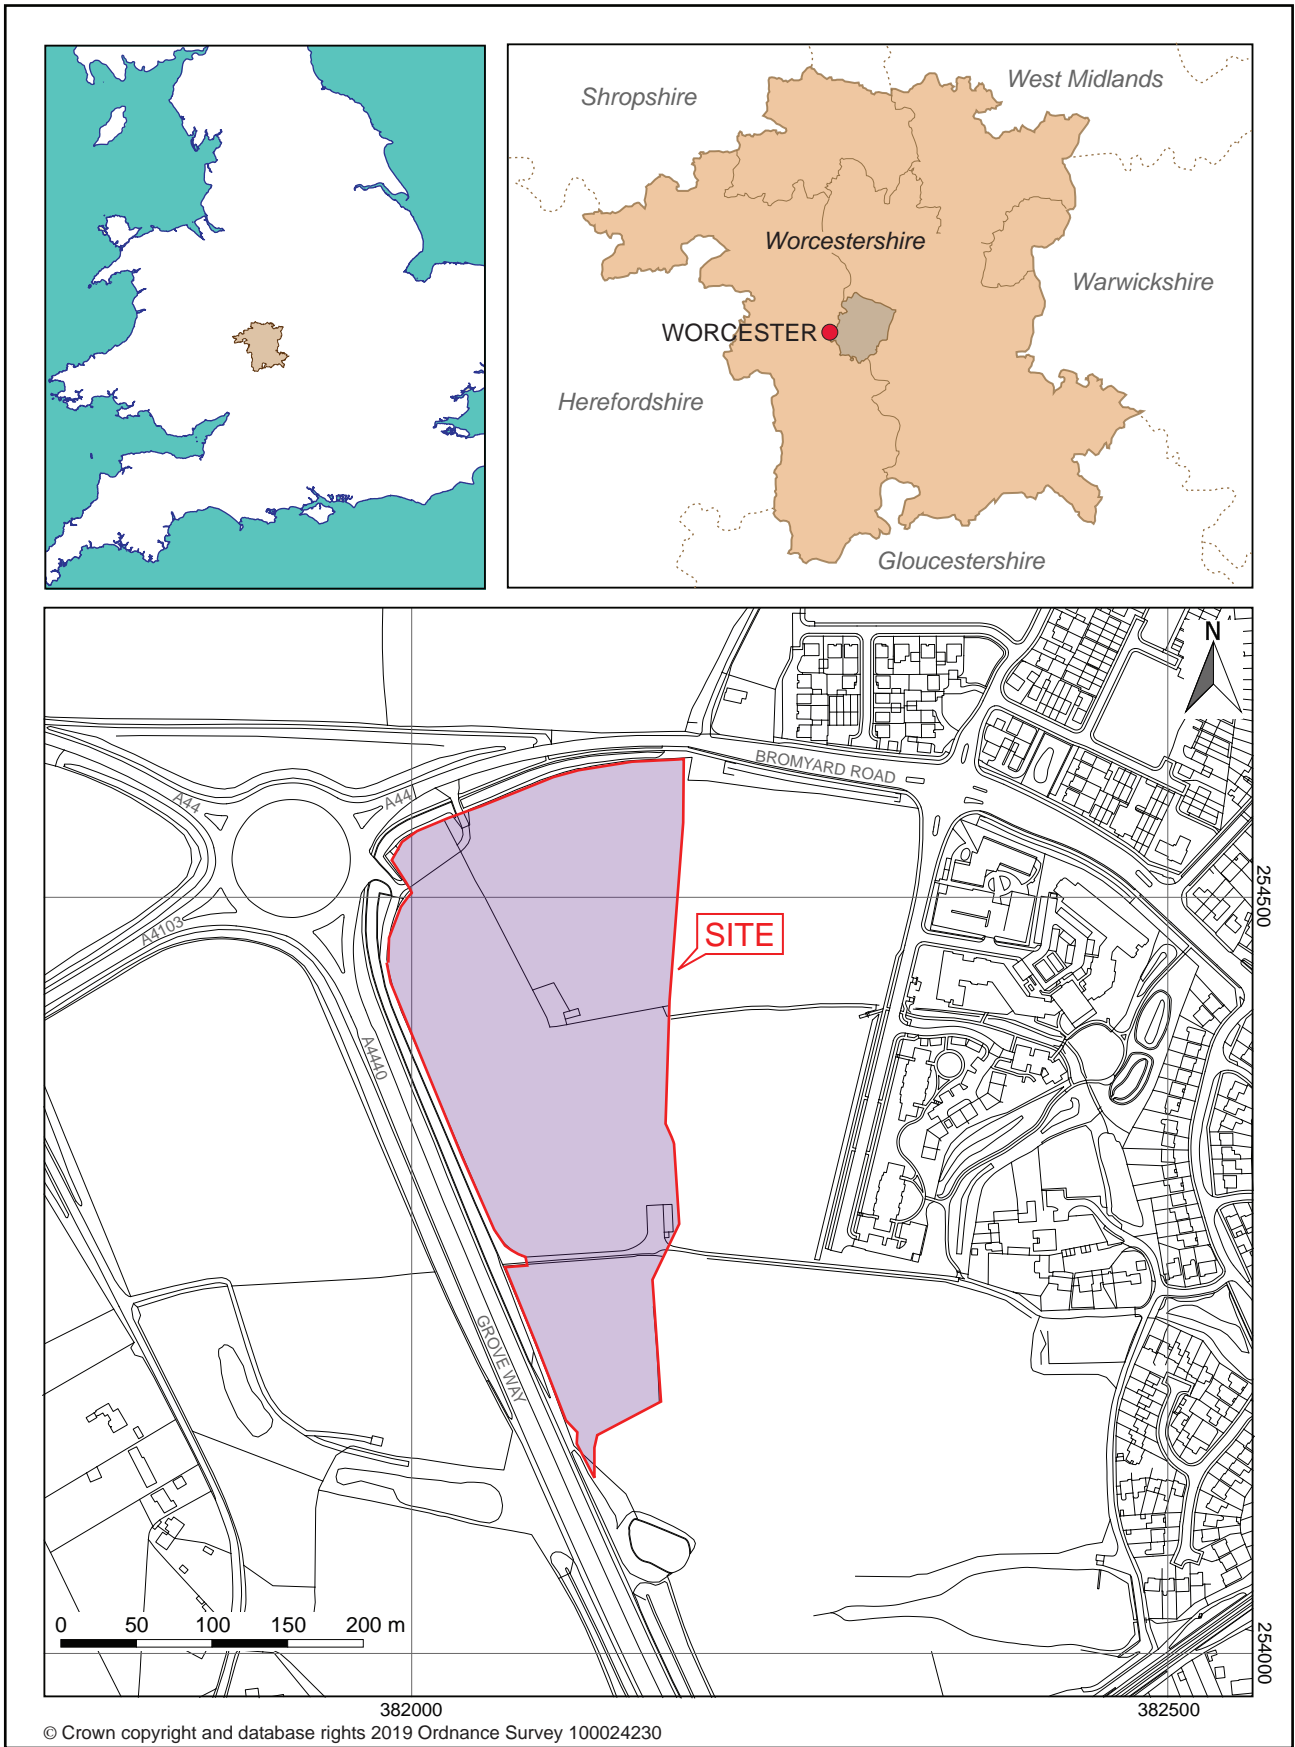 Shropshire
West Midlands
Worcestershire
Warwickshire
WORCESTER
Herefordshire
Gloucestershire
N
BROMYARD ROAD
A44
A44
254500
A4103
SITE
A4440
GROVE WAY
0 50 100 150 200 m
254000
382000
382500
© Crown copyright and database rights 2019 Ordnance Survey 100024230